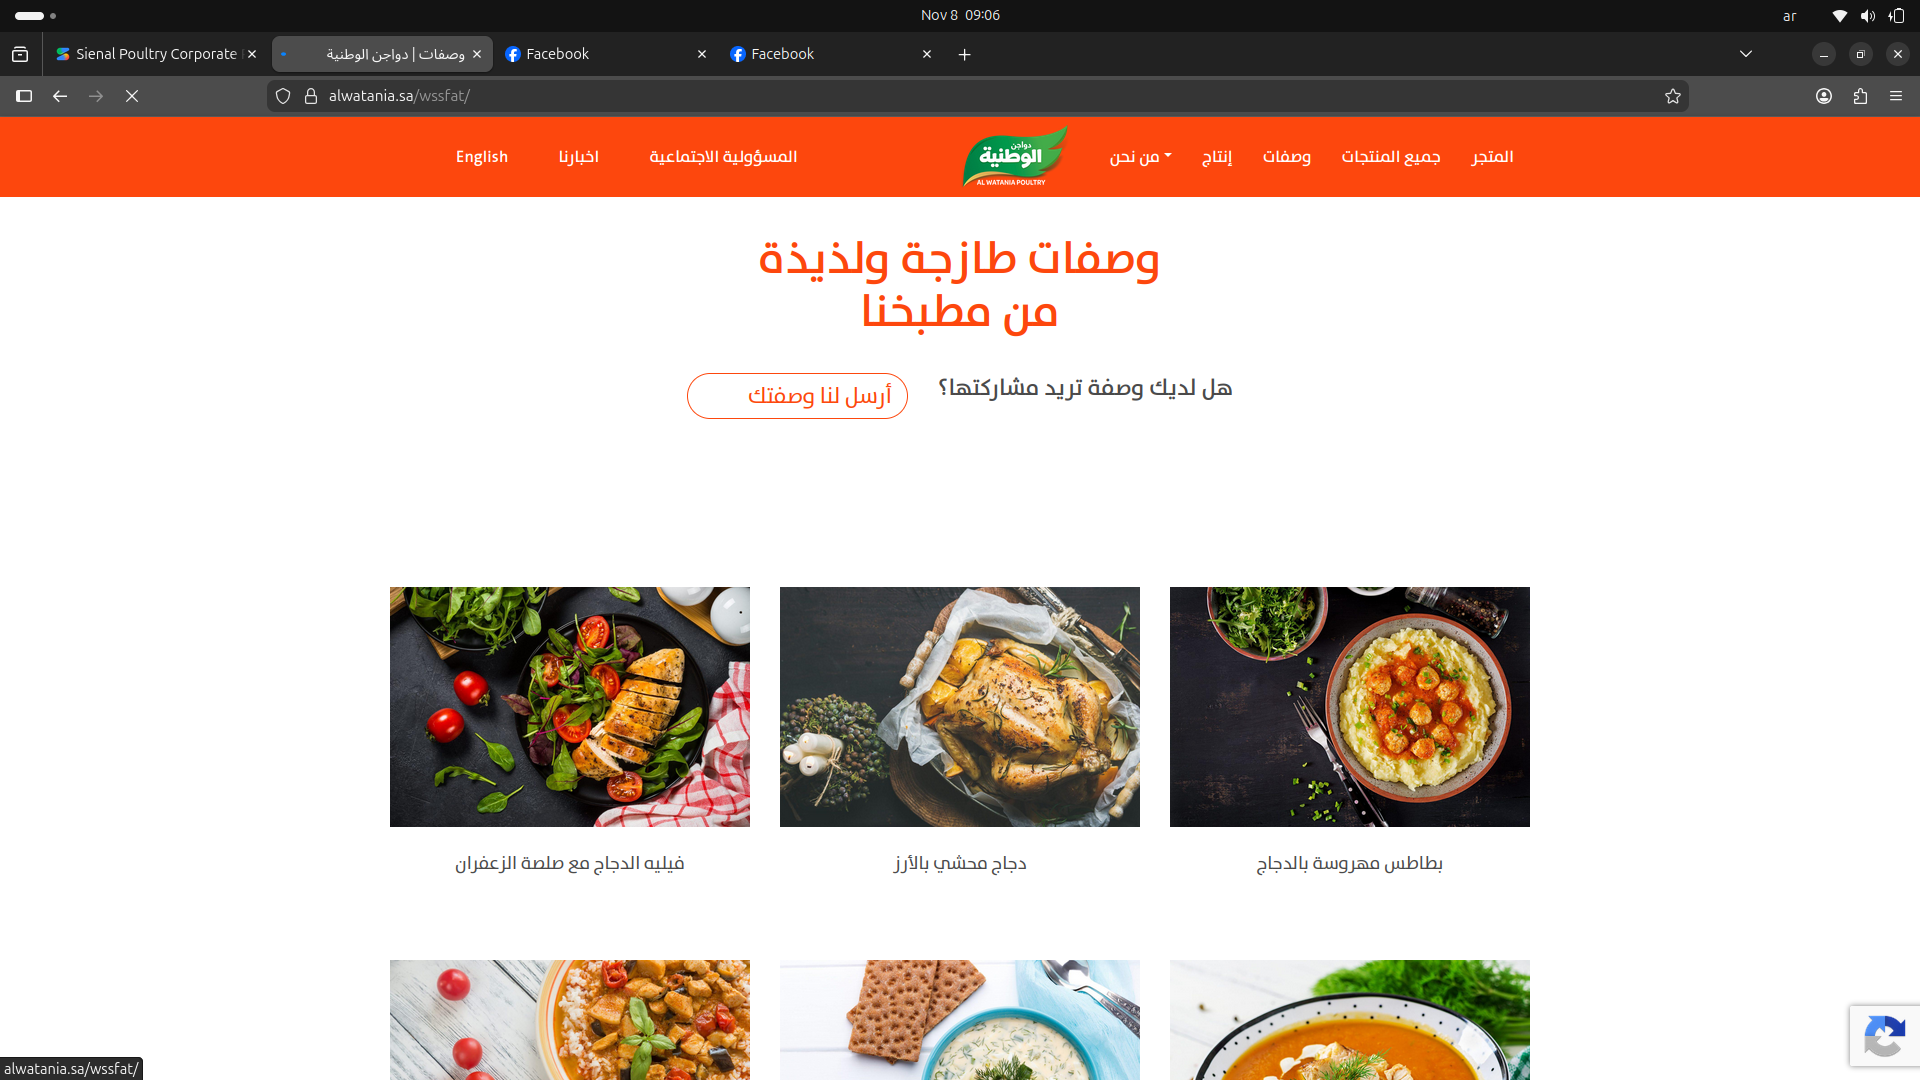 Nov 8 09:06
ar
Sienal Poultry Corporate
وصفات | دواجن الوطنية
Facebook
Facebook
alwatania.sa/wssfat/
المتجر
جميع المنتجات
وصفات
إنتاج
من نحن
دواجن
الوطنية
AL WATANIA POULTRY
المسؤولية الاجتماعية
اخبارنا
English
وصفات طازجة ولذيذة
من مطبخنا
هل لديك وصفة تريد مشاركتها؟
أرسل لنا وصفتك
بطاطس مهروسة بالدجاج
دجاج محشي بالأرز
فيليه الدجاج مع صلصة الزعفران
alwatania.sa/wssfat/